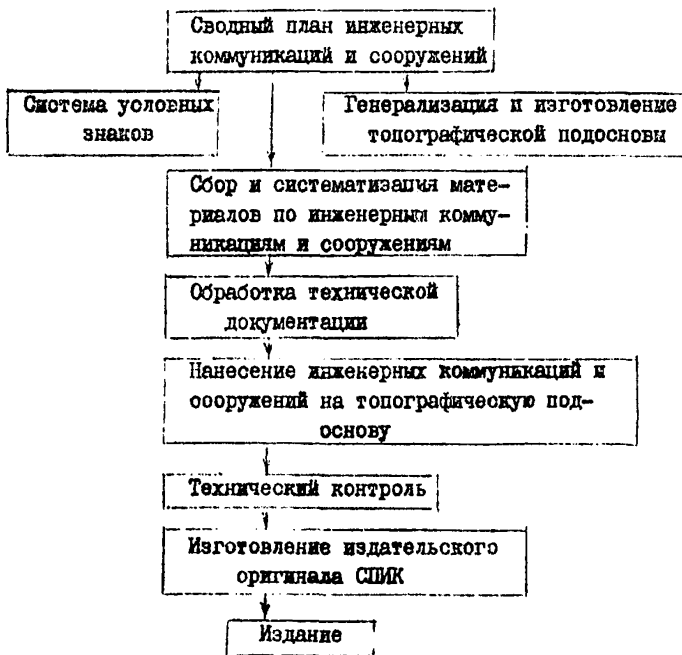 Сводный план инженерных
коммуникаций и сооружений
Система условных
знаков
Генерализация и изготовление
топографической подосновы
Сбор и систематизация мате-
риалов по инженерным комму-
никациям и сооружениям
Обработка технической
документации
Нанесение инженерных коммуникаций и
сооружений на топографическую под-
основу
Технический контроль
Изготовление издательского
оригинала СПИК
Издание